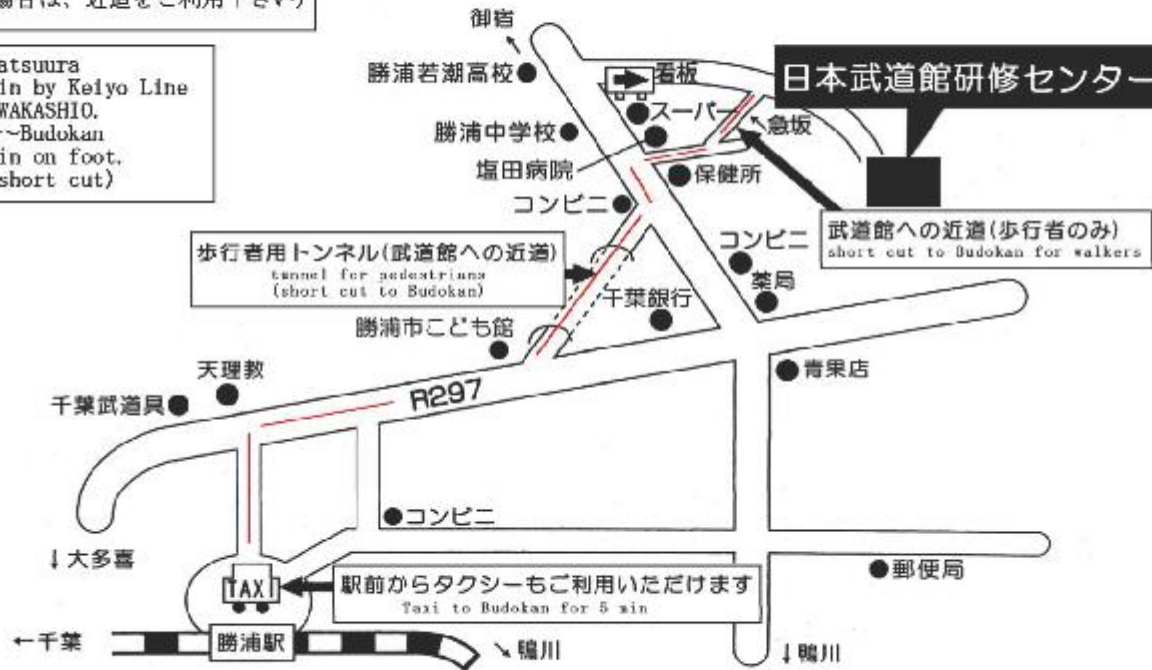 場合は、近道をご利用下さい)
atsuura
in by Keiyo Line
WAKASHIO.
~Budokan
in on foot.
short cut)
御宿
勝浦若潮高校
看板
日本武道館研修センター
スーパー
勝浦中学校
急坂
塩田病院
保健所
コンビニ
武道館への近道(歩行者のみ)
short cut to Budokan for walkers
歩行者用トンネル(武道館への近道)
tunnel for pedestrians
(short cut to Budokan)
コンビニ
薬局
千葉銀行
勝浦市こども館
天理教
青果店
千葉武道具
R297
コンビニ
↓大多喜
郵便局
TAXI
駅前からタクシーもご利用いただけます
Taxi to Budokan for 5 min
←千葉
勝浦駅
↘鴨川
↓鴨川